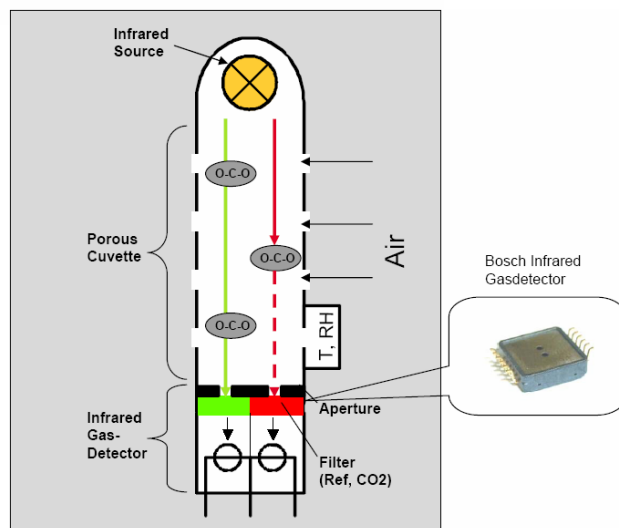 Infrared
Source
O-C-O
O-C-O
O-C-O
Porous
Cuvette
Air
T, RH
Bosch Infrared
Gasdetector
Infrared
Gas-
Detector
Aperture
Filter
(Ref, CO2)